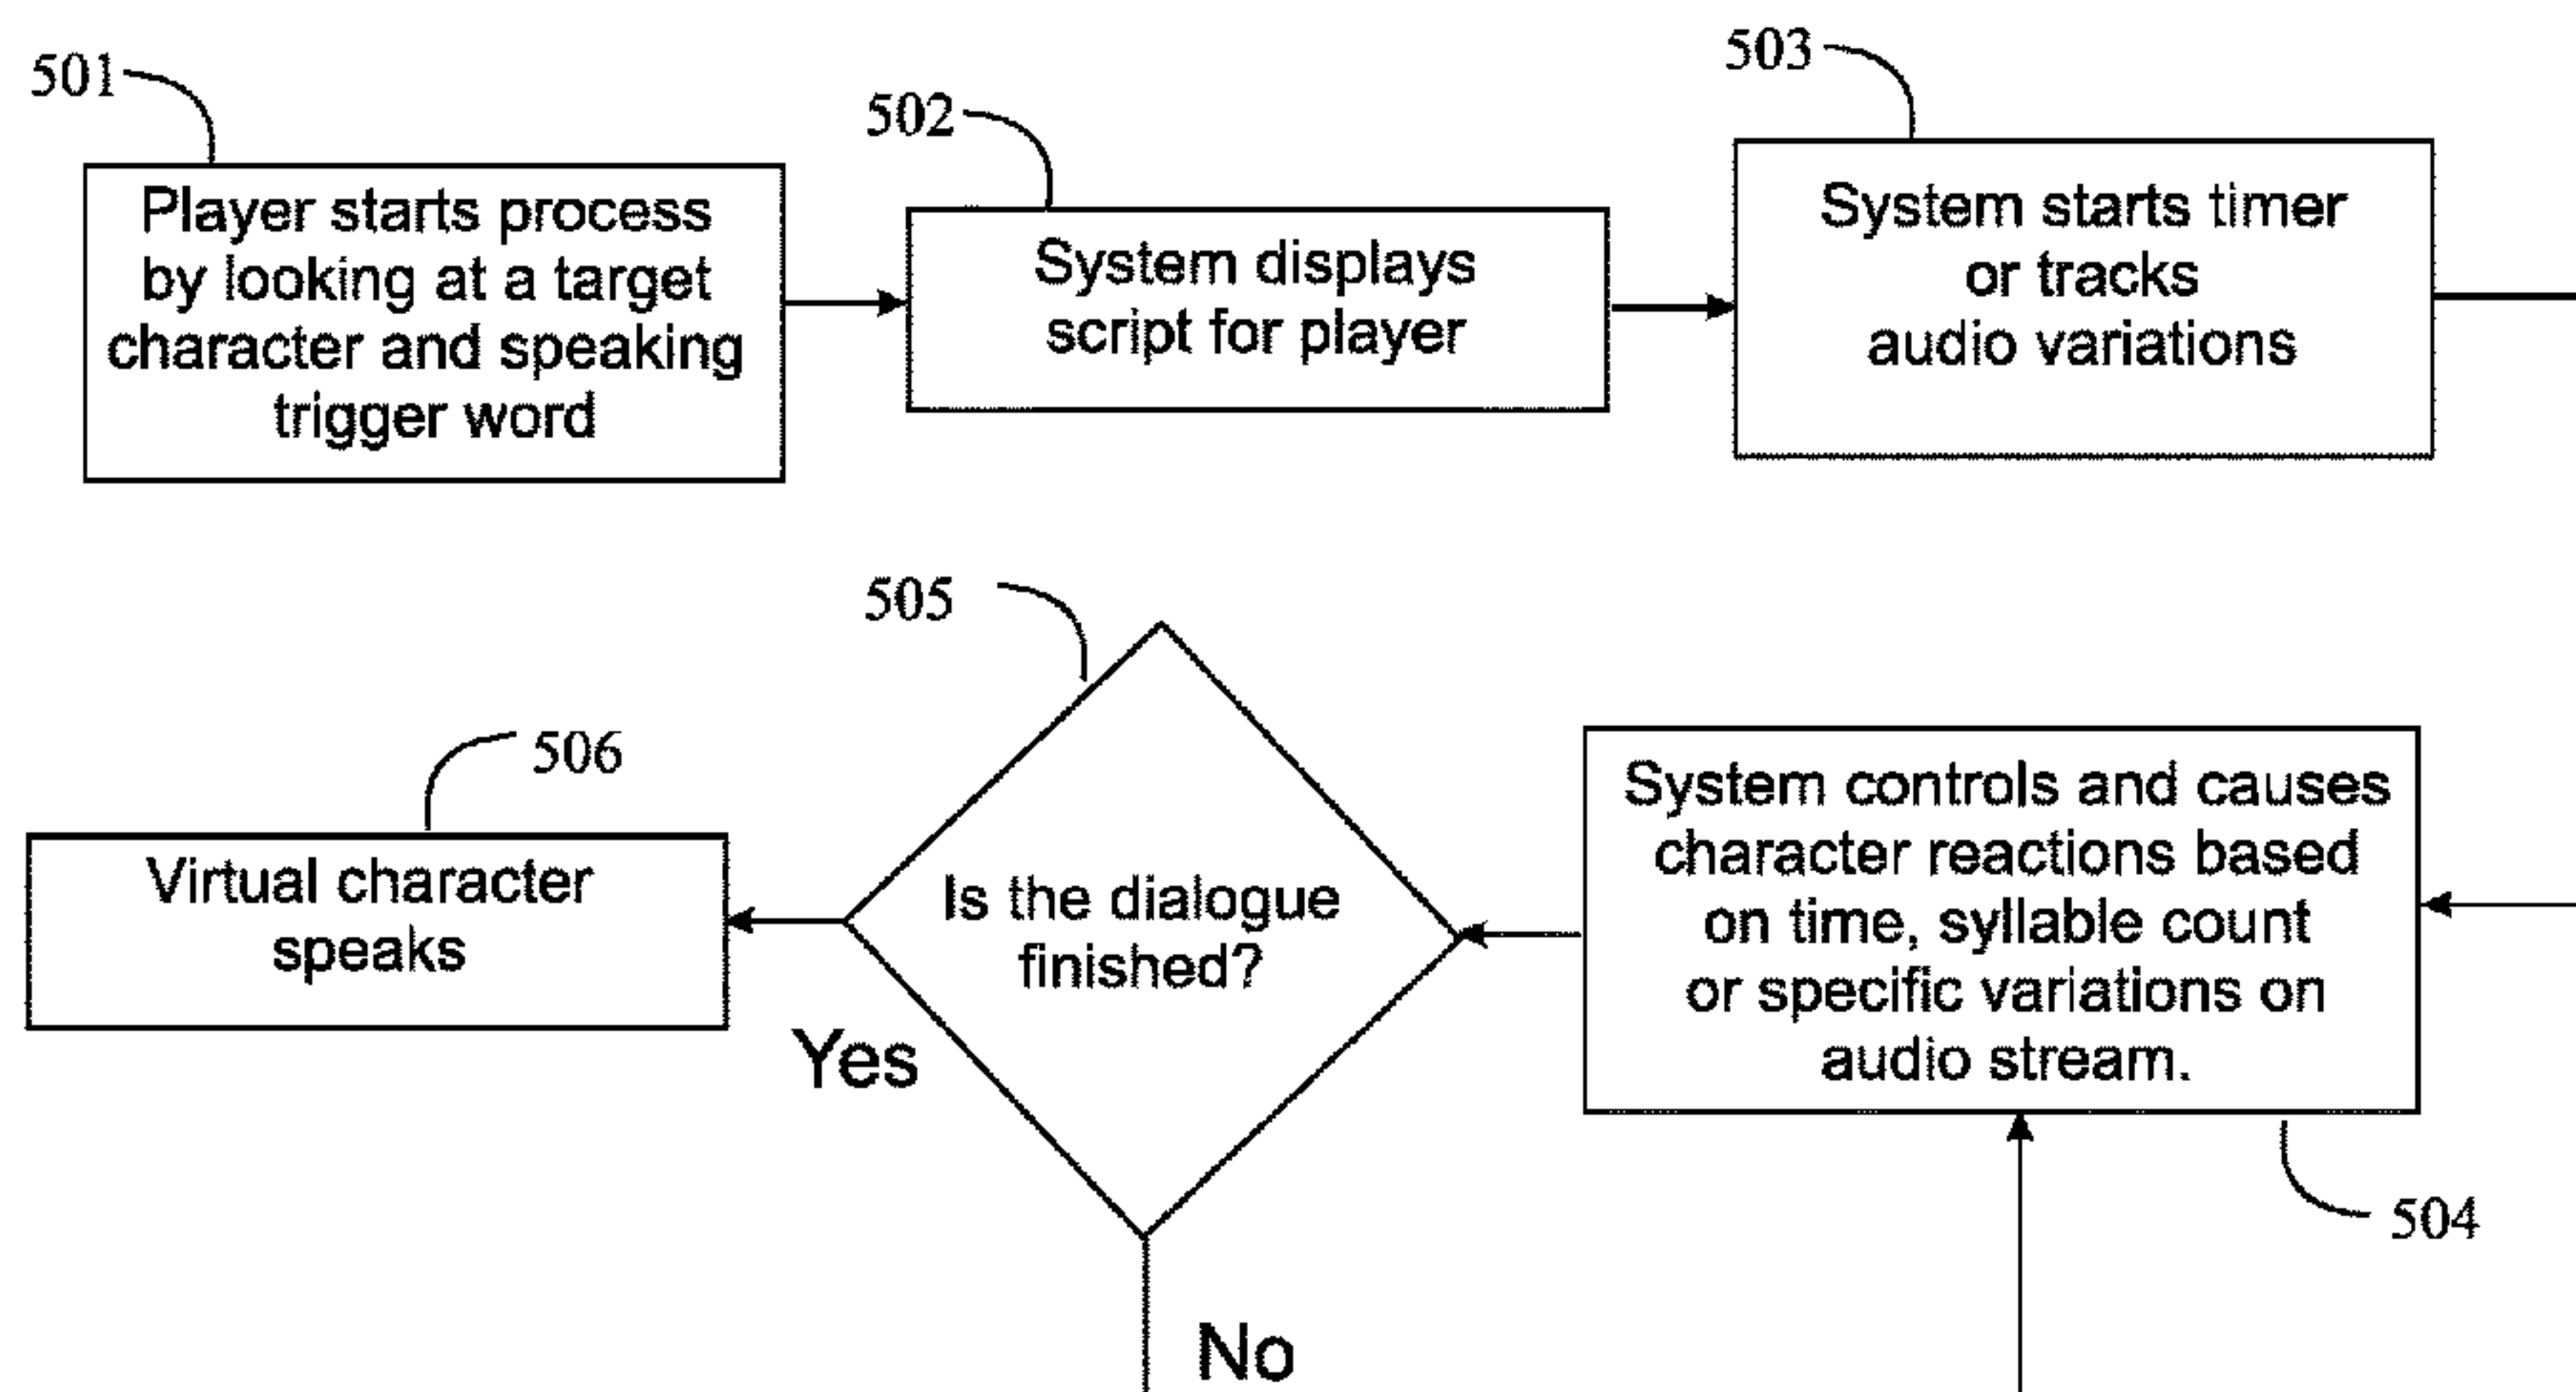 501
Player starts process
by looking at a target
character and speaking
trigger word
502
System displays
script for player
503
System starts timer
or tracks
audio variations
504
System controls and causes
character reactions based
on time, syllable count
or specific variations on
audio stream.
505
Is the dialogue
finished?
Yes
No
506
Virtual character
speaks